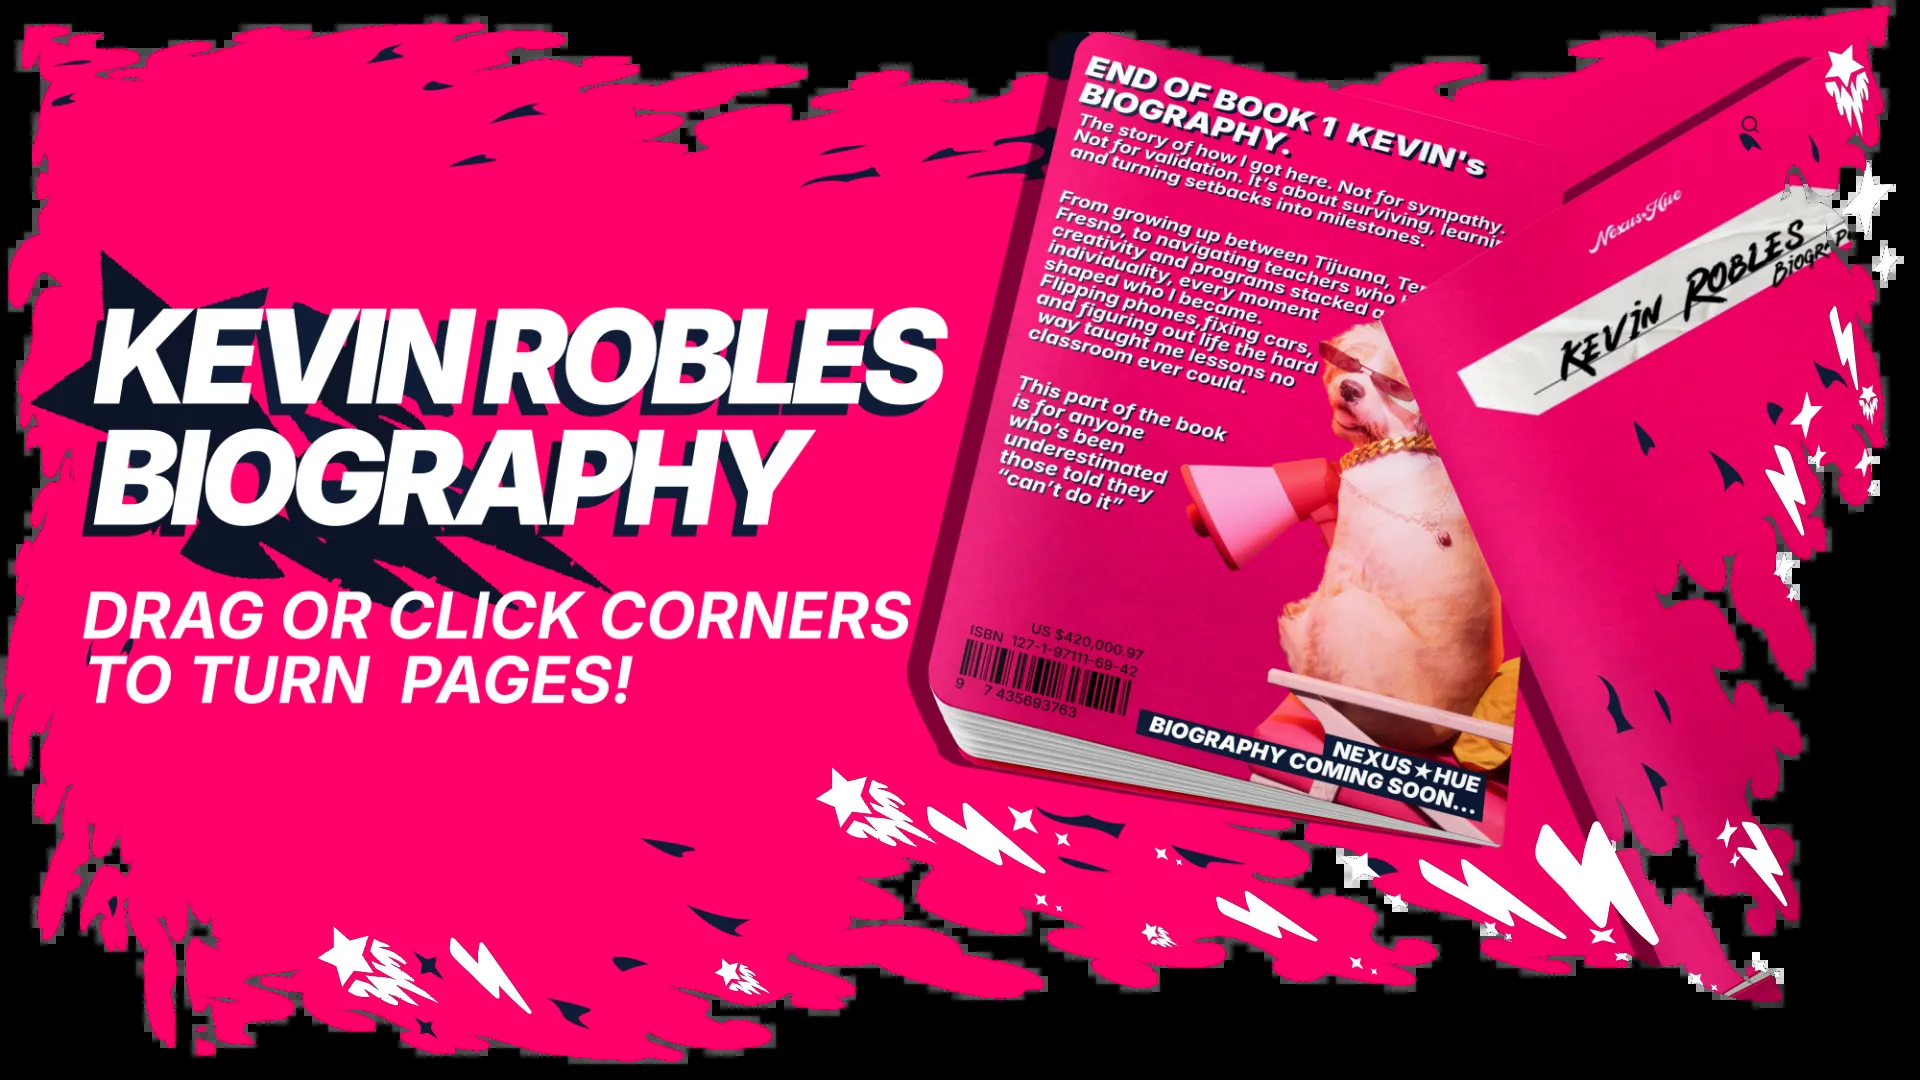 KEVIN ROBLES
BIOGRAPHY
DRAG OR CLICK CORNERS
TO TURN PAGES!
END OF BOOK 1 KEVIN's
BIOGRAPHY.
The story of how I got here. Not for sympathy.
Not for validation. It's about surviving,
and turning setbacks into milestones.
From growing up between Tijuana,
Fresno, to navigating teachers who
creativity and programs stacked
individuality, every moment
shaped who I became.
Flipping phones,fixing cars,
and figuring out life the hard
way taught me lessons no
classroom ever could.
This part of the book
is for anyone
who's been
underestimated
those told they
“can't do it”
US $420,000.97
ISBN 127-1-97111-69-42
9 7 435693763
NEXUS★HUE
BIOGRAPHY COMING SOON...
Nexus★Hue
KEViN ROBLES